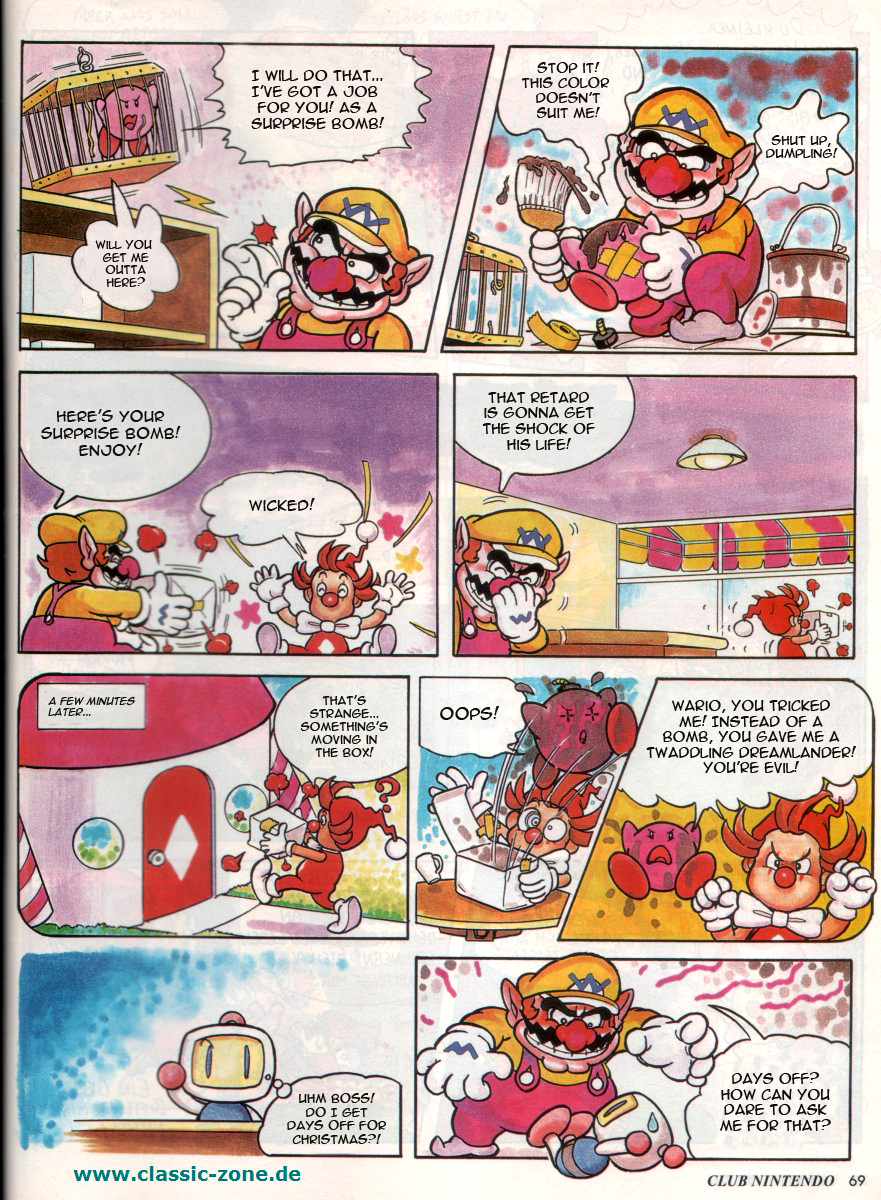 I WILL DO THAT...
I'VE GOT A JOB
FOR YOU! AS A
SURPRISE BOMB!
WILL YOU
GET ME
OUTTA
HERE?
STOP IT!
THIS COLOR
DOESN'T
SUIT ME!
SHUT UP,
DUMPLING!
HERE'S YOUR
SURPRISE BOMB!
ENJOY!
WICKED!
THAT RETARD
IS GONNA GET
THE SHOCK OF
HIS LIFE!
A FEW MINUTES
LATER...
THAT'S
STRANGE...
SOMETHING'S
MOVING IN
THE BOX!
?
OOPS!
WARIO, YOU TRICKED
ME! INSTEAD OF A
BOMB, YOU GAVE ME A
TWADDLING DREAMLANDER!
YOU'RE EVIL!
UHM BOSS!
DO I GET
DAYS OFF FOR
CHRISTMAS?!
DAYS OFF?
HOW CAN YOU
DARE TO ASK
ME FOR THAT?
www.classic-zone.de
CLUB NINTENDO 69